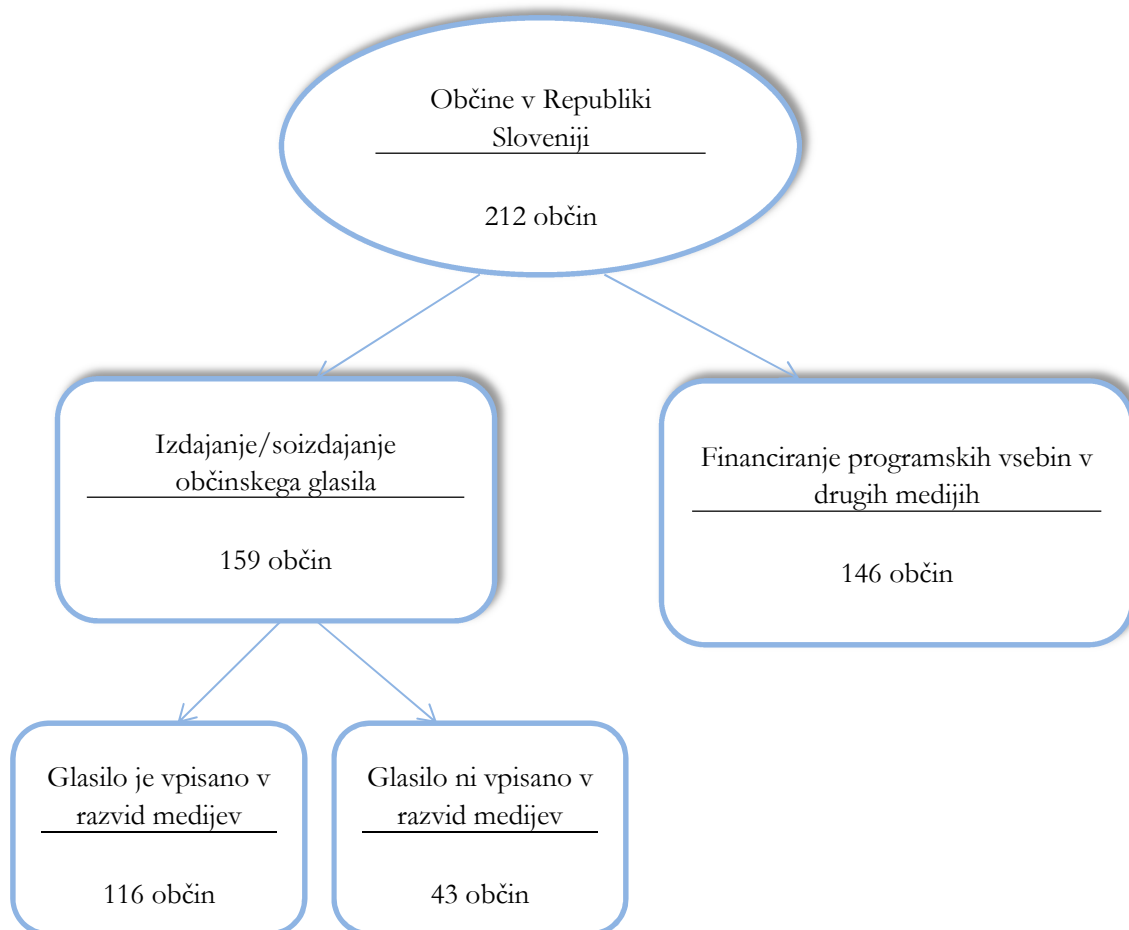 Občine v Republiki
Sloveniji
212 občin
Izdajanje/soizdajanje
občinskega glasila
159 občin
Financiranje programskih vsebin v
drugih medijih
146 občin
Glasilo je vpisano v
razvid medijev
116 občin
Glasilo ni vpisano v
razvid medijev
43 občin